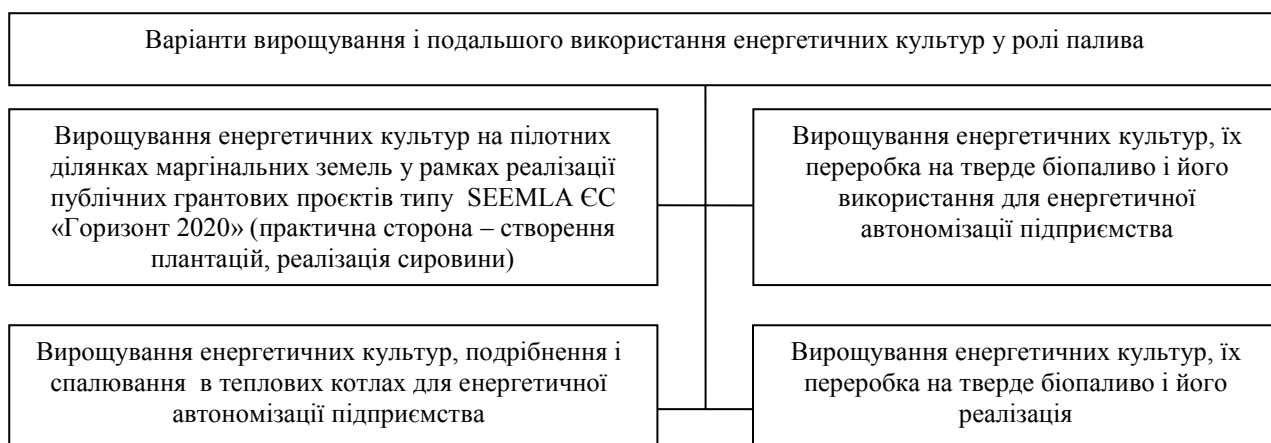 Варіанти вирощування і подальшого використання енергетичних культур у ролі палива
Вирощування енергетичних культур на пілотних
ділянках маргінальних земель у рамках реалізації
публічних грантових проєктів типу SEEMLA ЄС
«Горизонт 2020» (практична сторона – створення
плантацій, реалізація сировини)
Вирощування енергетичних культур, їх
переробка на тверде біопаливо і його
використання для енергетичної
автономізації підприємства
Вирощування енергетичних культур, подрібнення і
спалювання в теплових котлах для енергетичної
автономізації підприємства
Вирощування енергетичних культур, їх
переробка на тверде біопаливо і його
реалізація